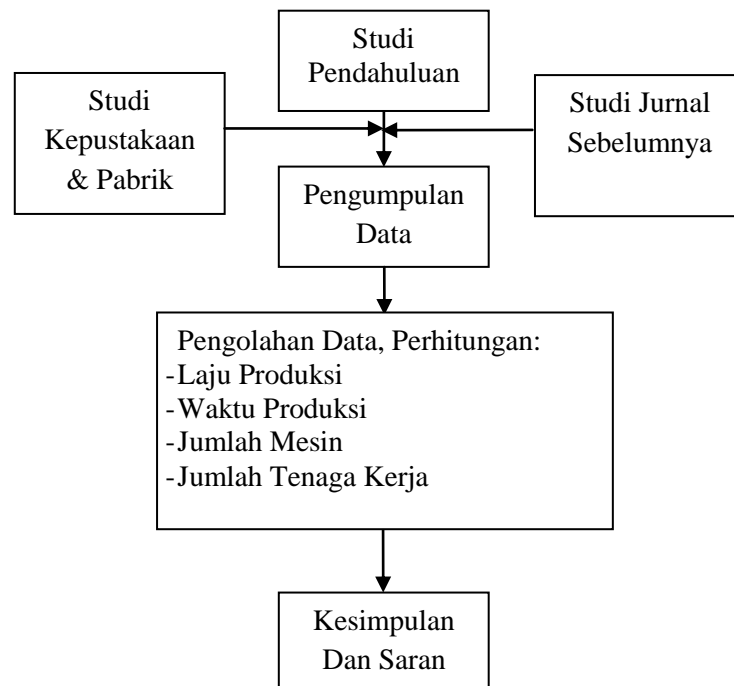 Studi
Pendahuluan
Studi
Kepustakaan
& Pabrik
Studi Jurnal
Sebelumnya
Pengumpulan
Data
Pengolahan Data, Perhitungan:
-Laju Produksi
-Waktu Produksi
-Jumlah Mesin
-Jumlah Tenaga Kerja
Kesimpulan
Dan Saran